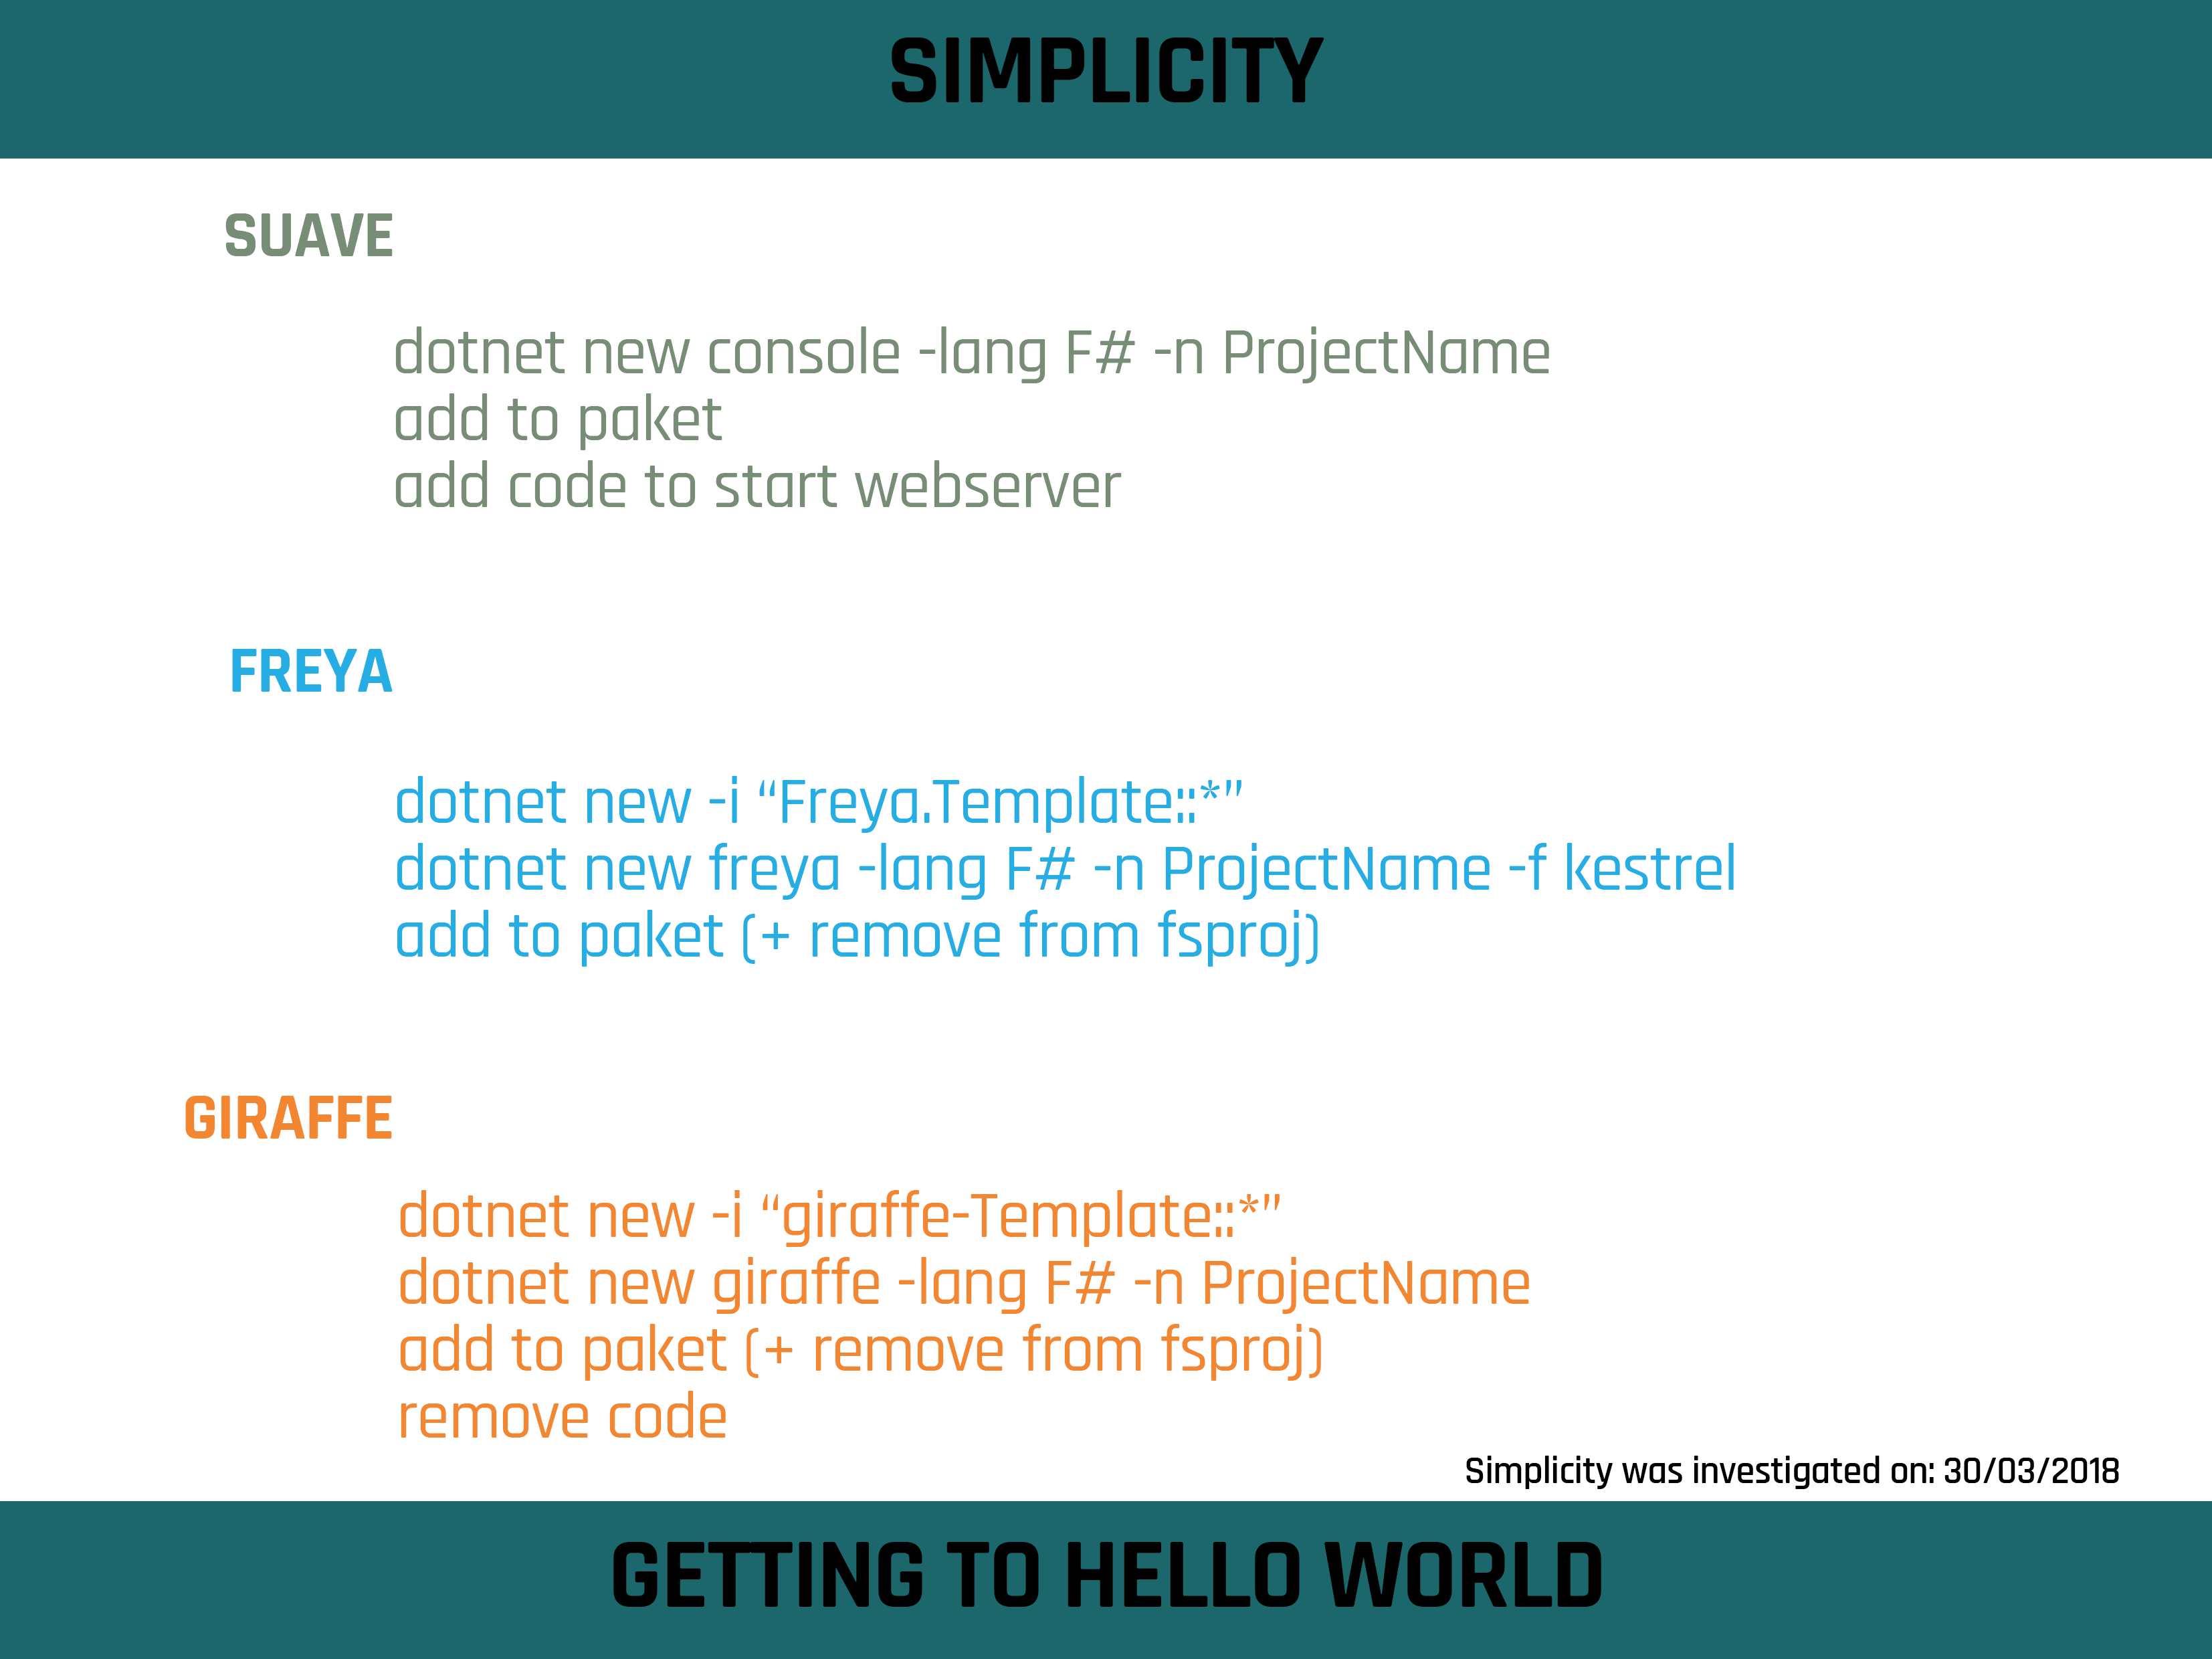 SIMPLICITY
SUAVE
dotnet new console -lang F# -n ProjectName
add to paket
add code to start webserver
FREYA
dotnet new -i “Freya.Template::*”
dotnet new freya -lang F# -n ProjectName -f kestrel
add to paket (+ remove from fsproj)
GIRAFFE
dotnet new -i “giraffe-Template::*”
dotnet new giraffe -lang F# -n ProjectName
add to paket (+ remove from fsproj)
remove code
Simplicity was investigated on: 30/03/2018
GETTING TO HELLO WORLD